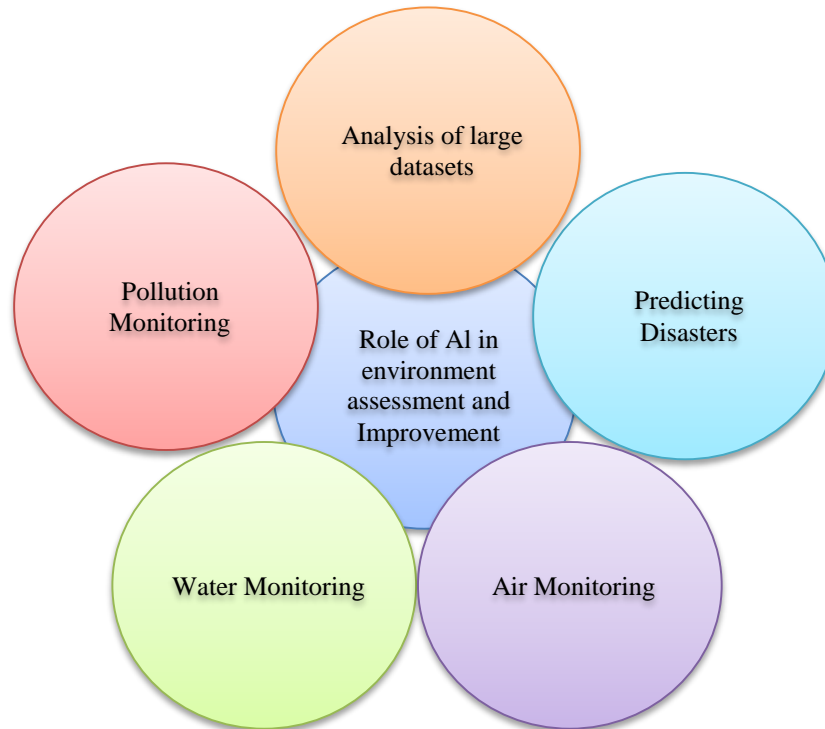 Analysis of large
datasets
Pollution
Monitoring
Predicting
Disasters
Role of Al in
environment
assessment and
Improvement
Water Monitoring
Air Monitoring